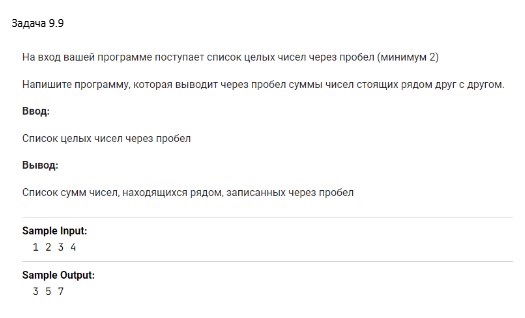 Задача 9.9
На вход вашей программе поступает список целых чисел через пробел (минимум 2)
Напишите программу, которая выводит через пробел суммы чисел стоящих рядом друг с другом.
Ввод:
Список целых чисел через пробел
Вывод:
Список сумм чисел, находящихся рядом, записанных через пробел
Sample Input:
1 2 3 4
Sample Output:
3 5 7